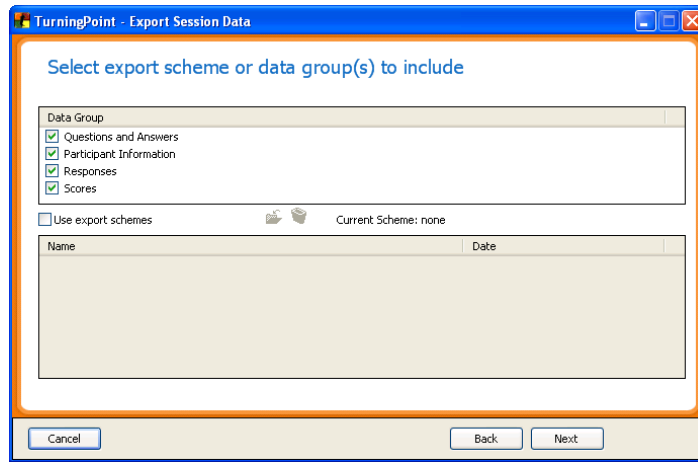 TurningPoint - Export Session Data
Select export scheme or data group(s) to include
Data Group
Questions and Answers
Participant Information
Responses
Scores
Use export schemes Current Scheme: none
Name Date
Cancel Back Next